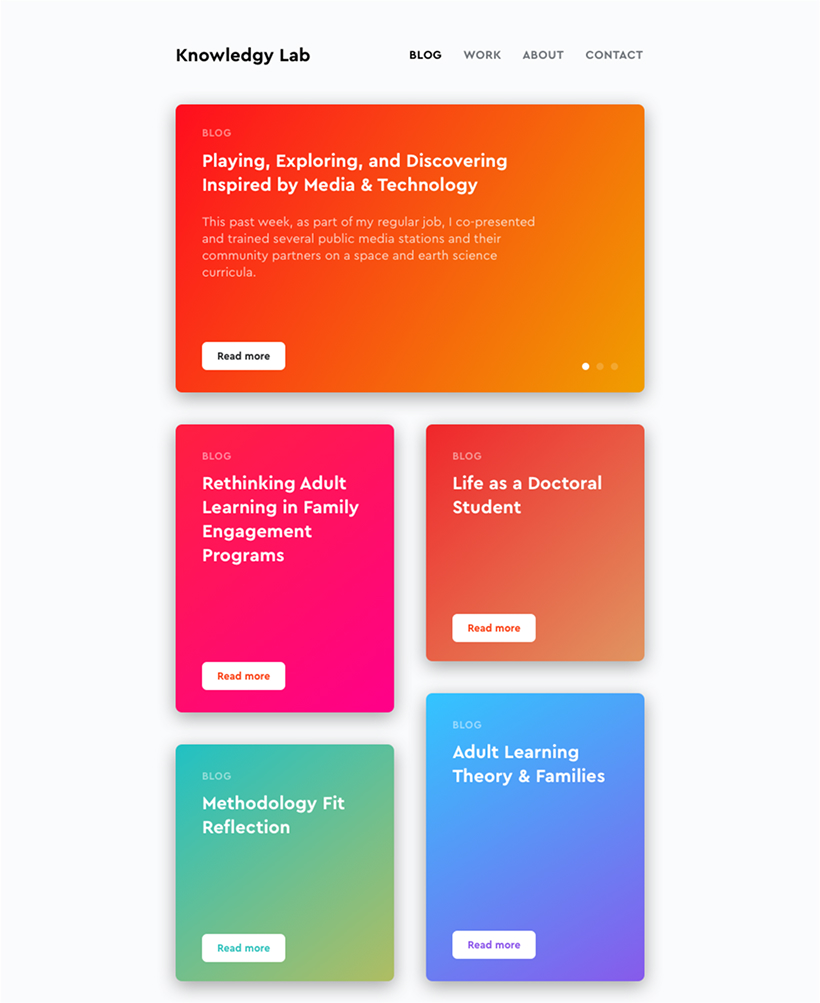 Knowledgy Lab
BLOG WORK ABOUT CONTACT
BLOG
Playing, Exploring, and Discovering
Inspired by Media & Technology
This past week, as part of my regular job, I co-presented
and trained several public media stations and their
community partners on a space and earth science
curricula.
Read more
BLOG
Rethinking Adult
Learning in Family
Engagement
Programs
Read more
BLOG
Life as a Doctoral
Student
Read more
BLOG
Methodology Fit
Reflection
Read more
BLOG
Adult Learning
Theory & Families
Read more